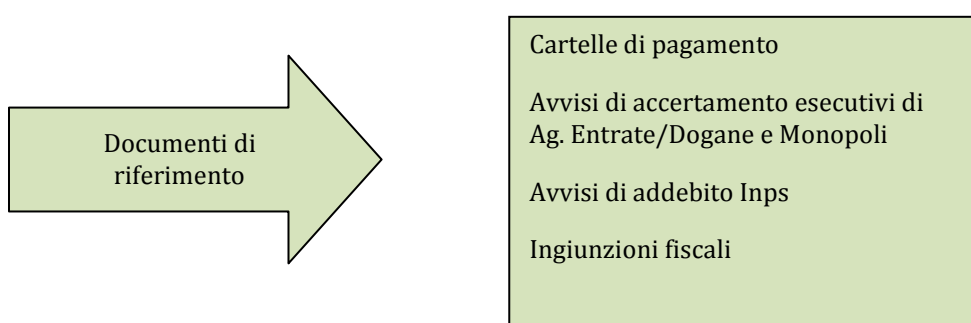 Documenti di
riferimento
Cartelle di pagamento
Avvisi di accertamento esecutivi di
Ag. Entrate/Dogane e Monopoli
Avvisi di addebito Inps
Ingiunzioni fiscali